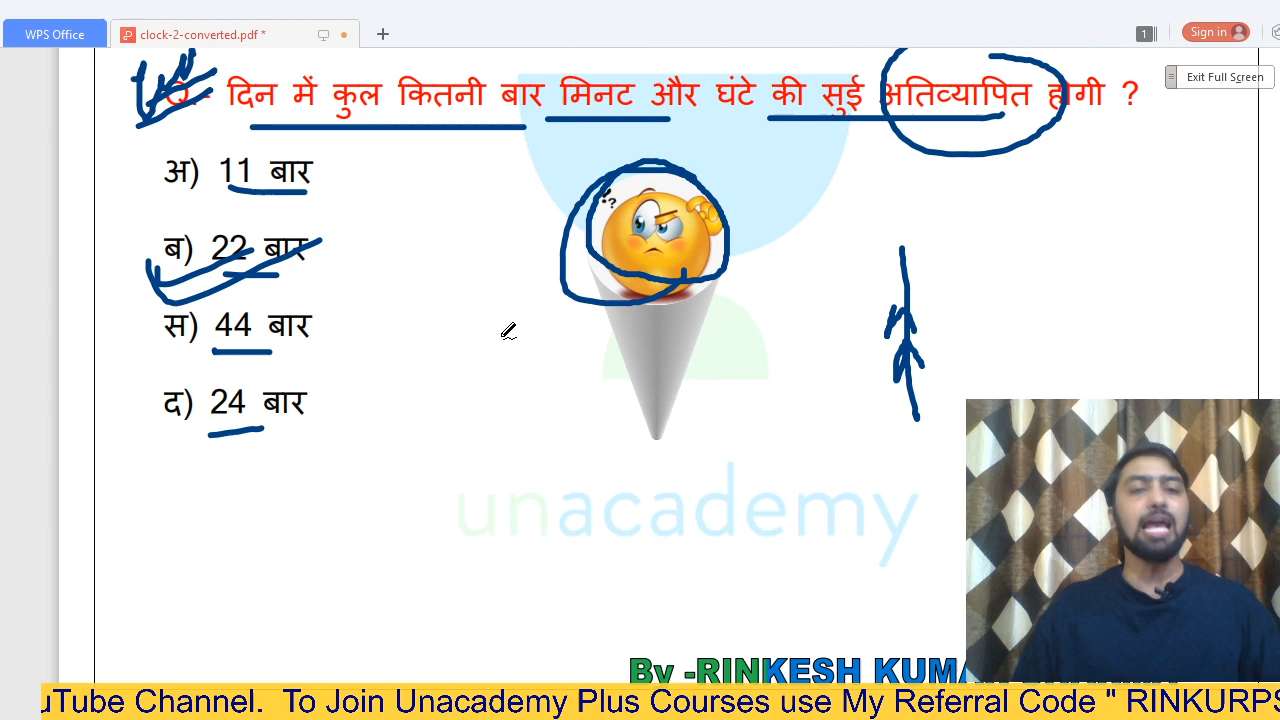 WPS Office
clock-2-converted.pdf *
1
Sign in
Exit Full Screen
Q.- दिन में कुल कितनी बार मिनट और घंटे की सुई अतिव्यापित होगी ?
अ) 11 बार
ब) 22 बार
स) 44 बार
द) 24 बार
unacademy
By -RINKESH KUMA
uTube Channel. To Join Unacademy Plus Courses use My Referral Code " RINKURPS